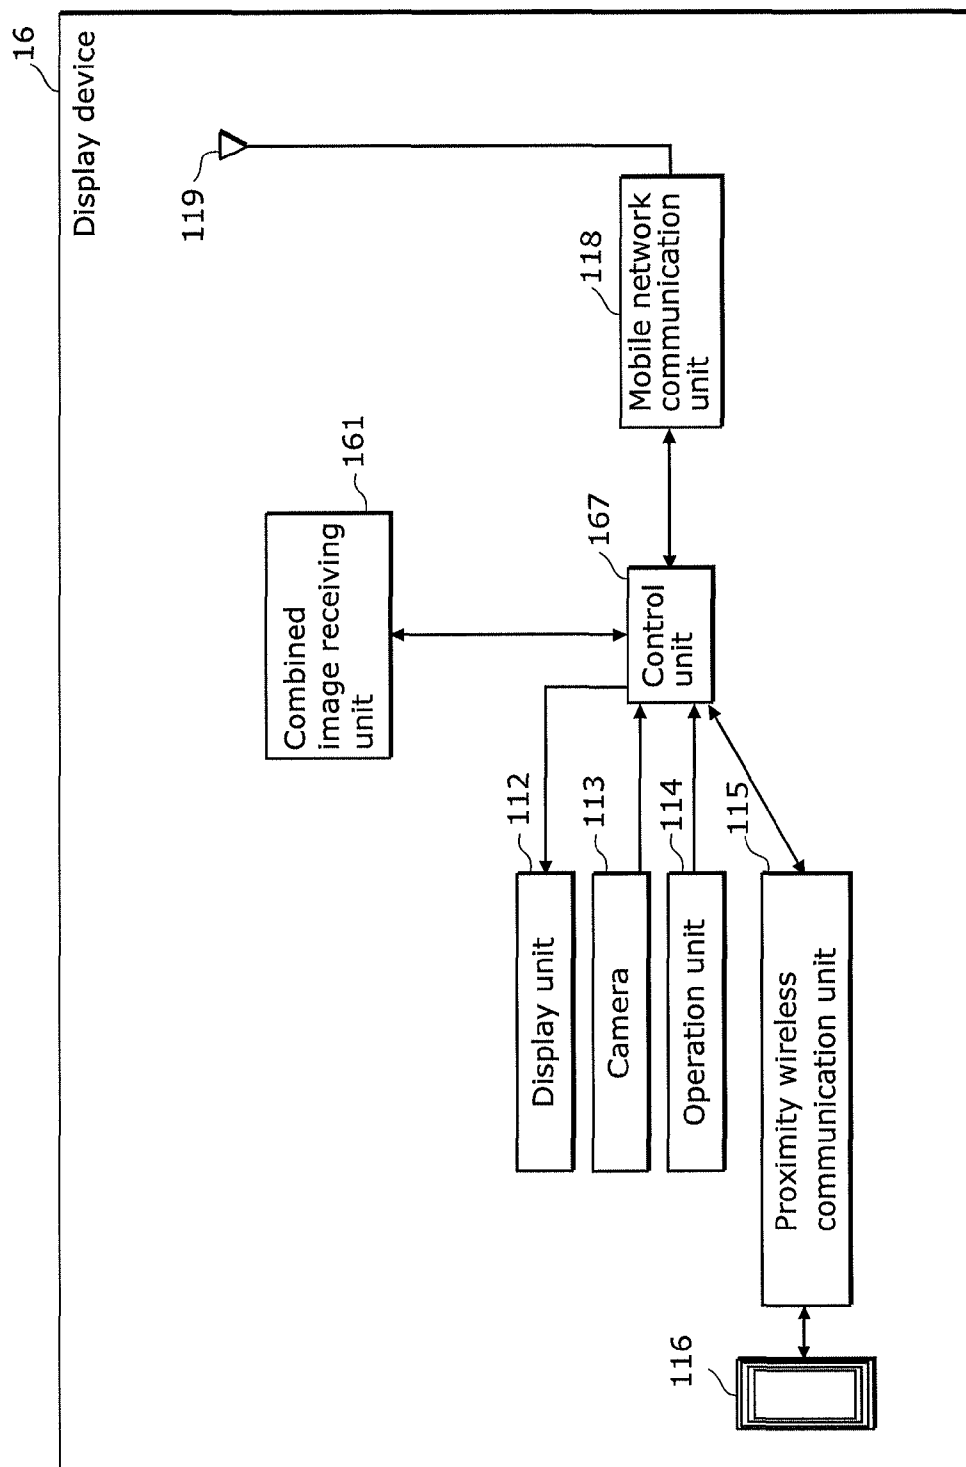 16
Display device
119
118
Mobile network
communication
unit
161
Combined
image receiving
unit
167
Control
unit
112
Display unit
113
Camera
114
Operation unit
115
Proximity wireless
communication unit
116